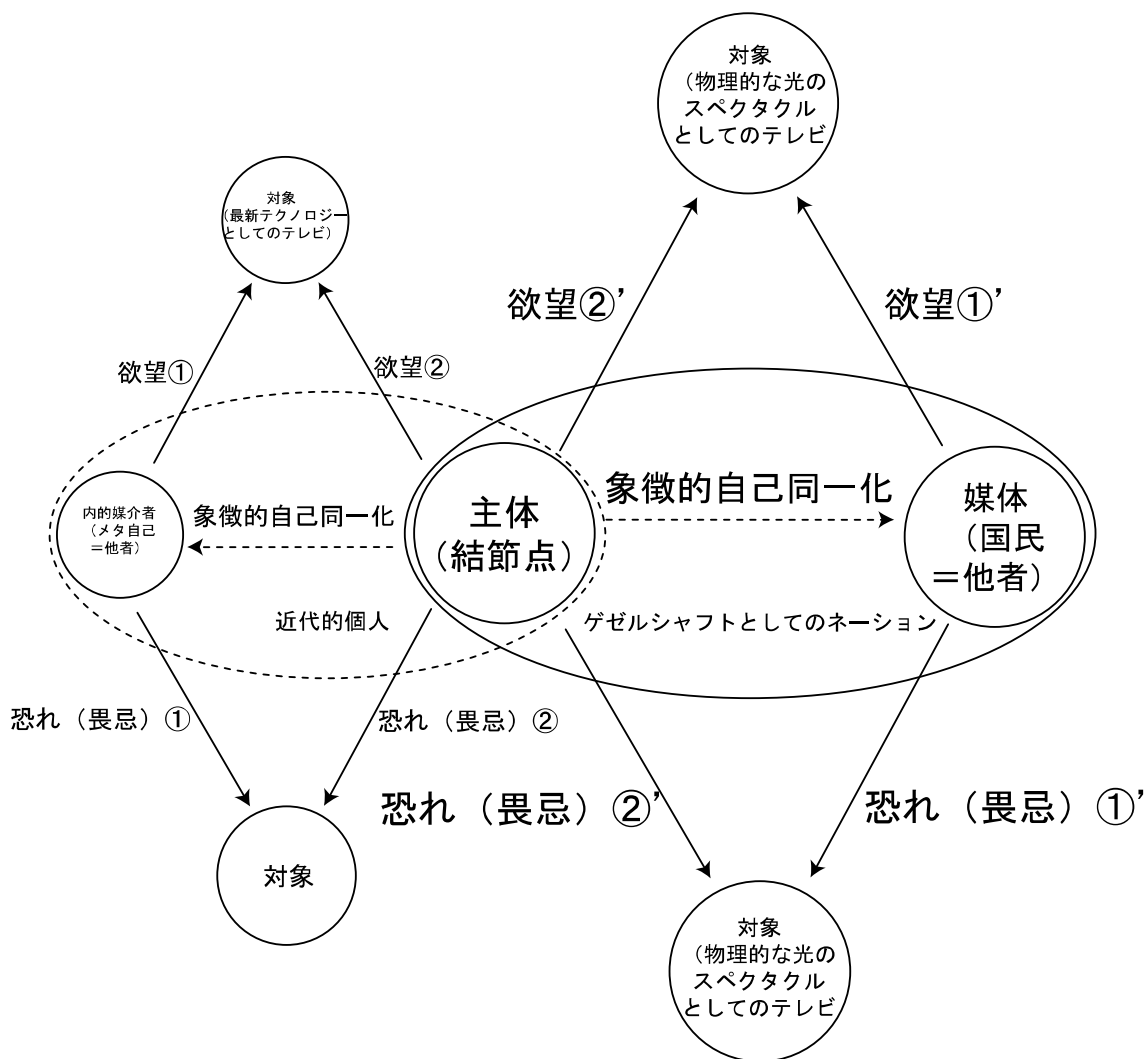 対象
（物理的な光の
スペクタクル
としてのテレビ
対象
（最新テクノロジー
としてのテレビ）
欲望②’
欲望①’
欲望①
欲望②
内的媒介者
（メタ自己
＝他者）
象徴的自己同一化
主体
（結節点）
象徴的自己同一化
媒体
（国民
＝他者）
近代的個人
ゲゼルシャフトとしてのネーション
恐れ（畏忌）①
恐れ（畏忌）②
恐れ（畏忌）②’
恐れ（畏忌）①’
対象
対象
（物理的な光の
スペクタクル
としてのテレビ